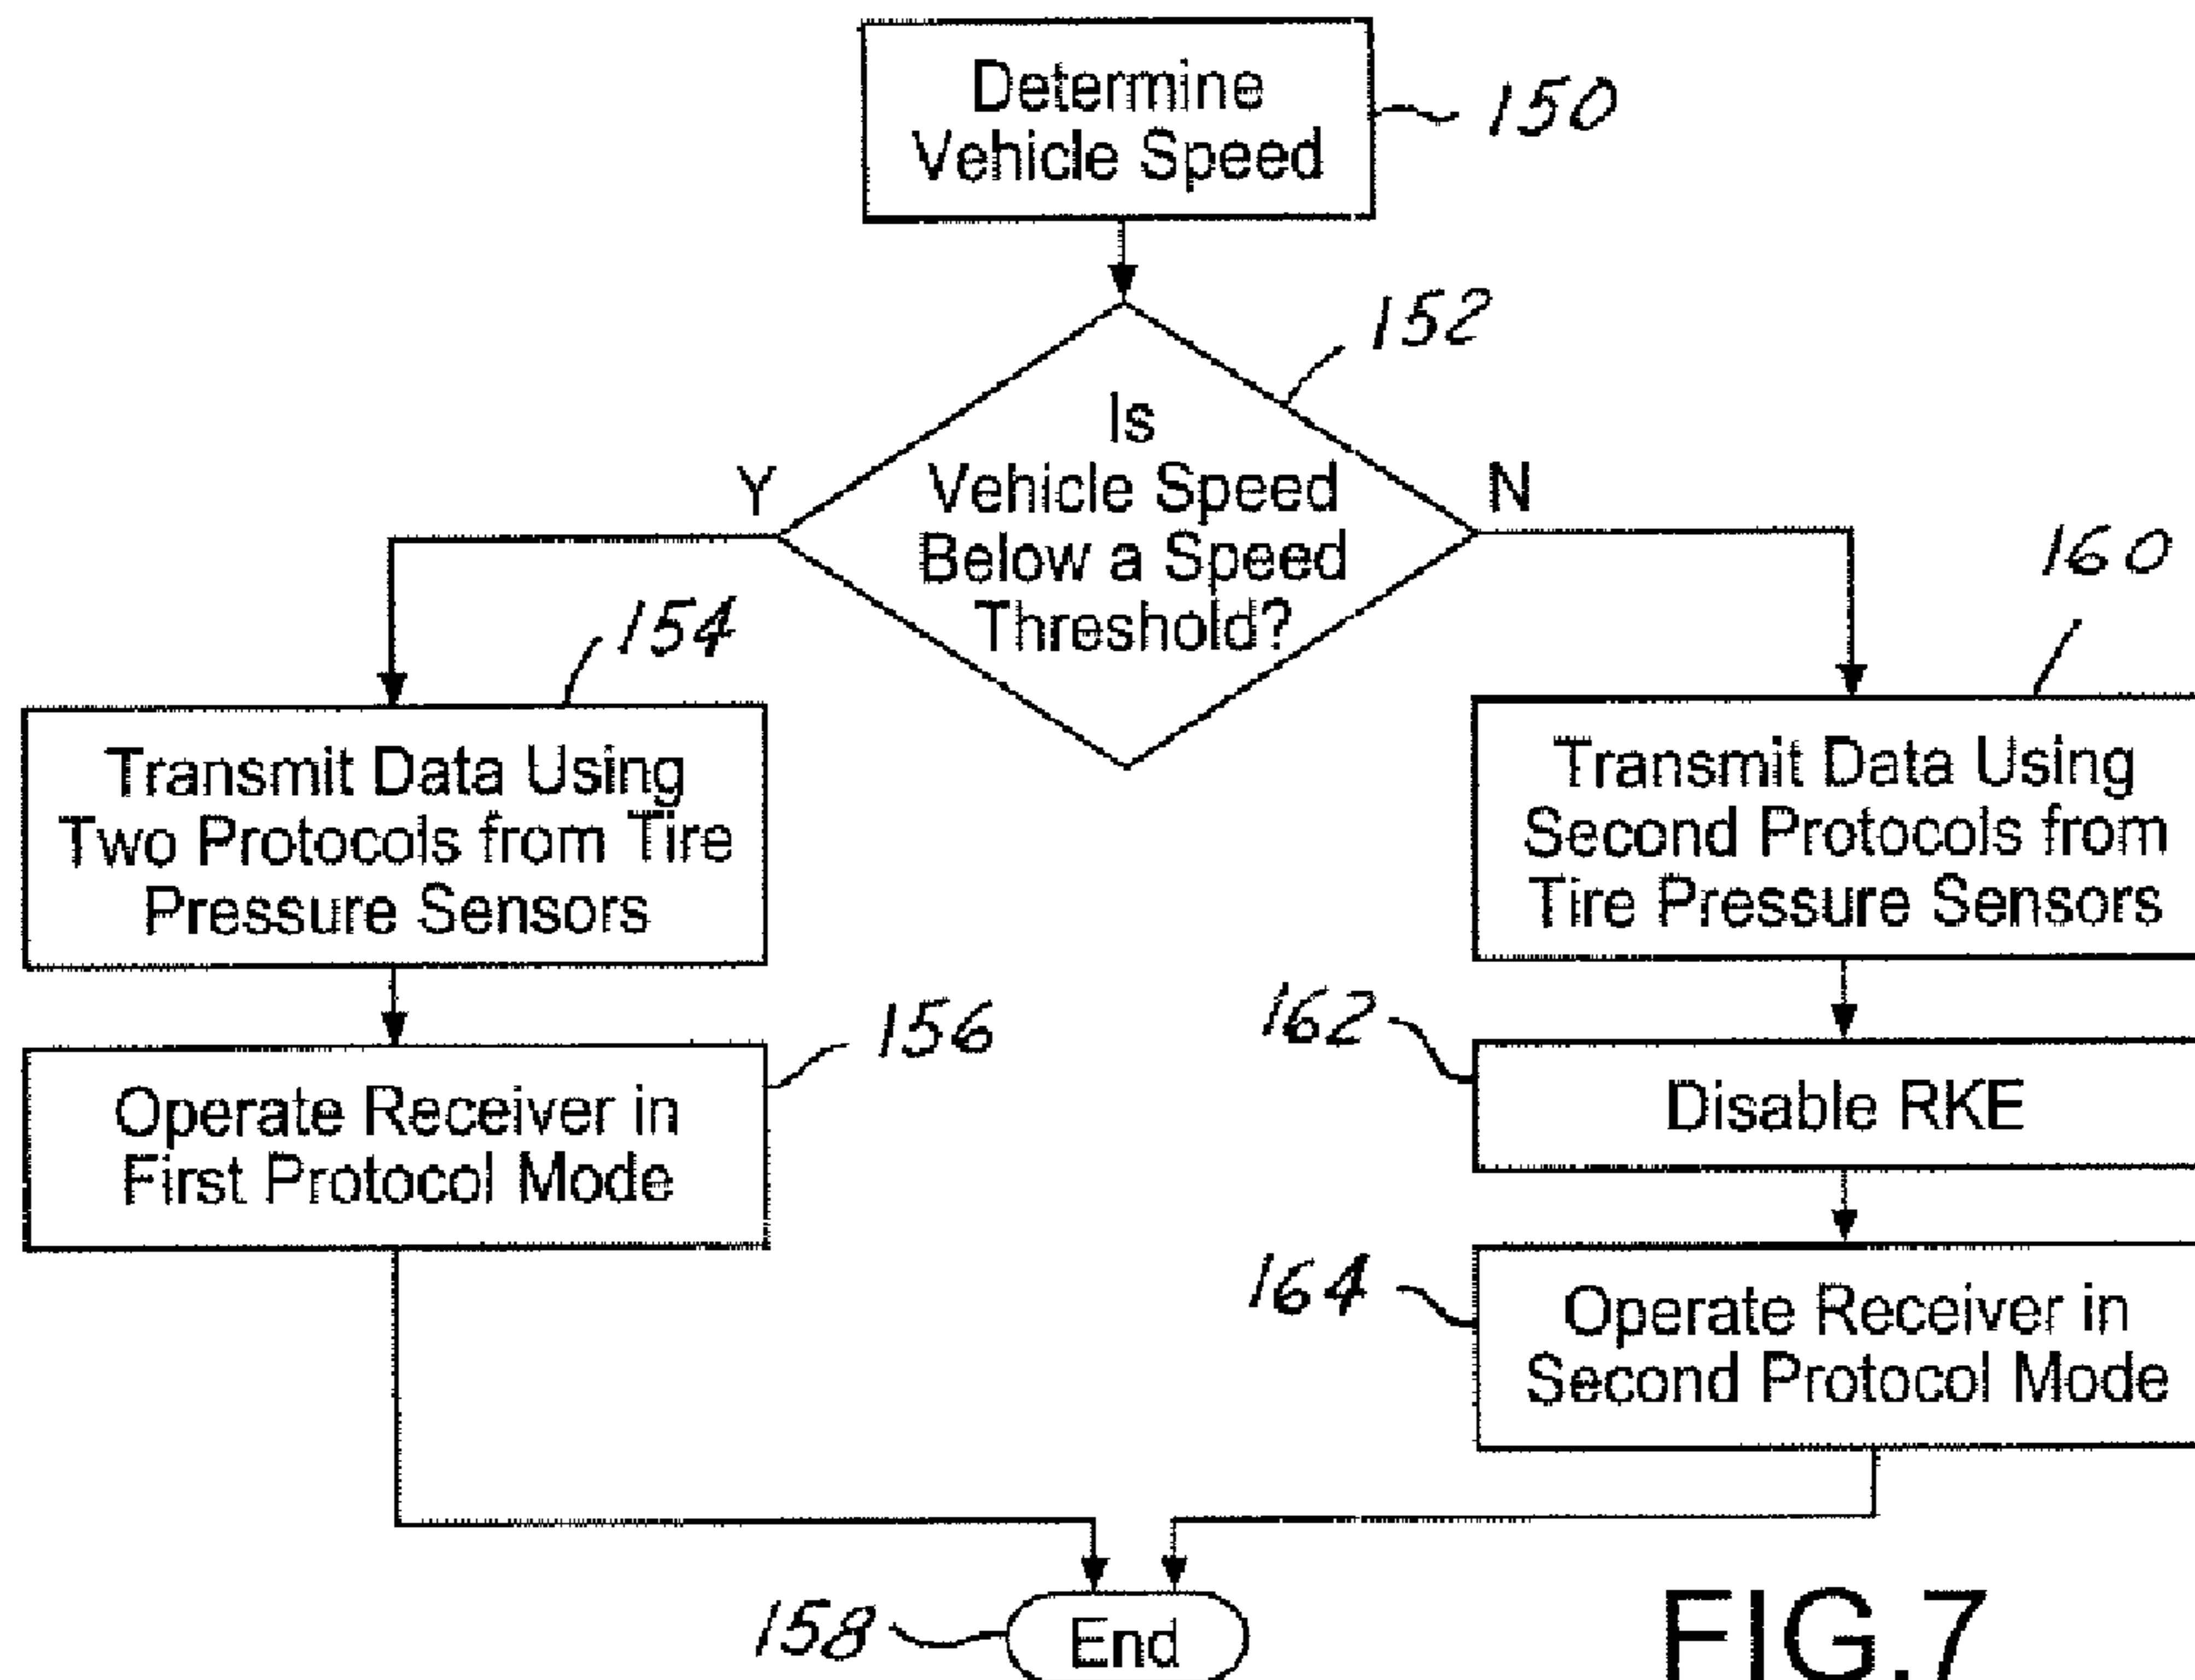 Determine
Vehicle Speed
150
152
Is
Vehicle Speed
Below a Speed
Threshold?
Y
N
154
160
Transmit Data Using
Two Protocols from Tire
Pressure Sensors
Transmit Data Using
Second Protocols from
Tire Pressure Sensors
156
162
Operate Receiver in
First Protocol Mode
Disable RKE
164
Operate Receiver in
Second Protocol Mode
158
End
FIG.7